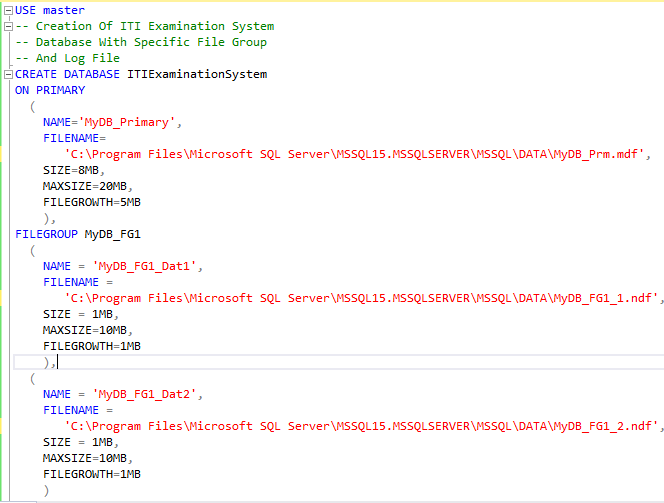 USE master
-- Creation Of ITI Examination System
-- Database With Specific File Group
-- And Log File
CREATE DATABASE ITIExaminationSystem
ON PRIMARY
(
NAME='MyDB_Primary',
FILENAME=
'C:\Program Files\Microsoft SQL Server\MSSQL15.MSSQLSERVER\MSSQL\DATA\MyDB_Prm.mdf',
SIZE=8MB,
MAXSIZE=20MB,
FILEGROWTH=5MB
),
FILEGROUP MyDB_FG1
(
NAME = 'MyDB_FG1_Dat1',
FILENAME =
'C:\Program Files\Microsoft SQL Server\MSSQL15.MSSQLSERVER\MSSQL\DATA\MyDB_FG1_1.ndf',
SIZE = 1MB,
MAXSIZE=10MB,
FILEGROWTH=1MB
),
(
NAME = 'MyDB_FG1_Dat2',
FILENAME =
'C:\Program Files\Microsoft SQL Server\MSSQL15.MSSQLSERVER\MSSQL\DATA\MyDB_FG1_2.ndf',
SIZE = 1MB,
MAXSIZE=10MB,
FILEGROWTH=1MB
)